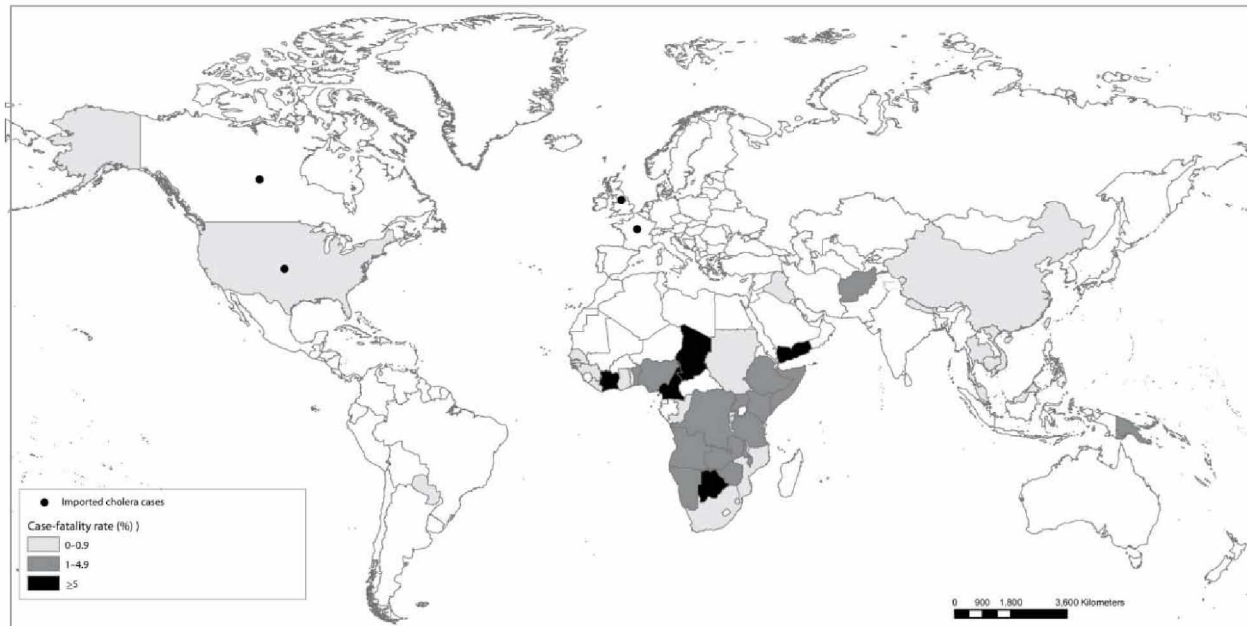 Imported cholera cases
Case-fatality rate (%) )
0–0.9
1–4.9
≥5
0 900 1,800 3,600 Kilometers